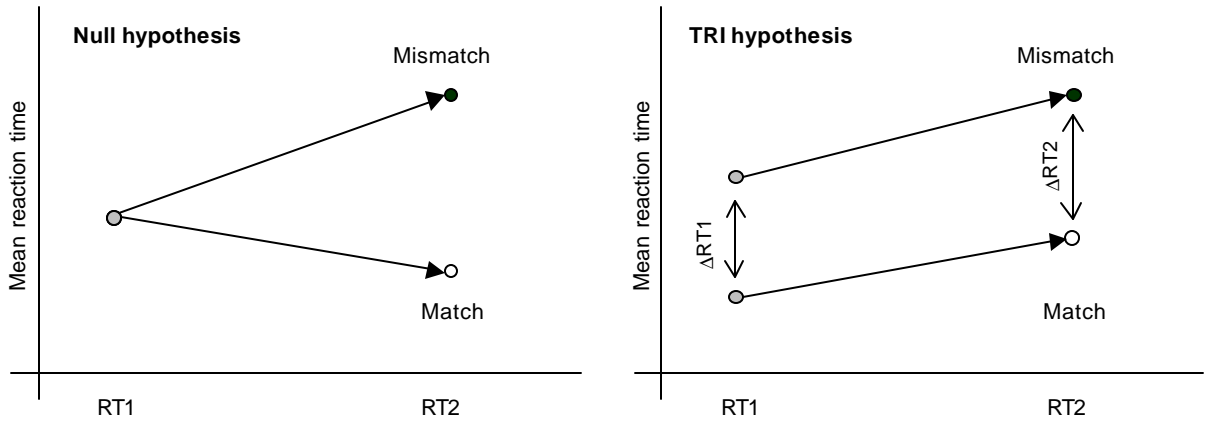 Null hypothesis
Mismatch
Mean reaction time
Match
RT1
RT2
TRI hypothesis
Mismatch
Mean reaction time
ΔRT1
ΔRT2
Match
RT1
RT2